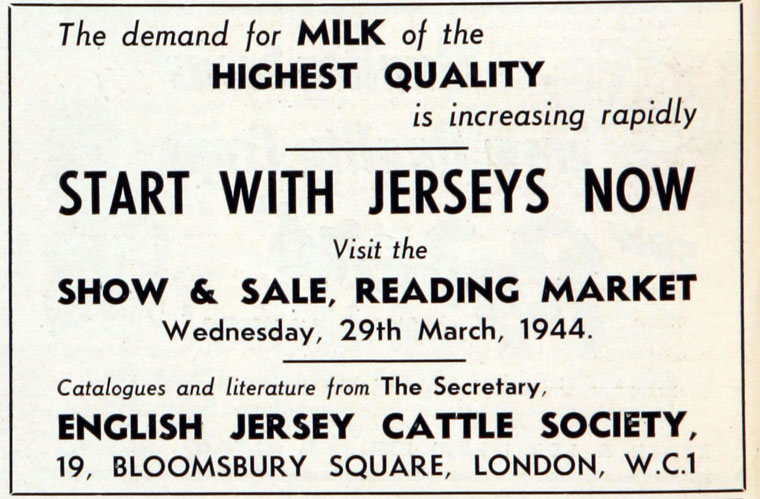 The demand for MILK of the
HIGHEST QUALITY
is increasing rapidly
START WITH JERSEYS NOW
Visit the
SHOW & SALE, READING MARKET
Wednesday, 29th March, 1944.
Catalogues and literature from The Secretary,
ENGLISH JERSEY CATTLE SOCIETY,
19, BLOOMSBURY SQUARE, LONDON, W.C.1